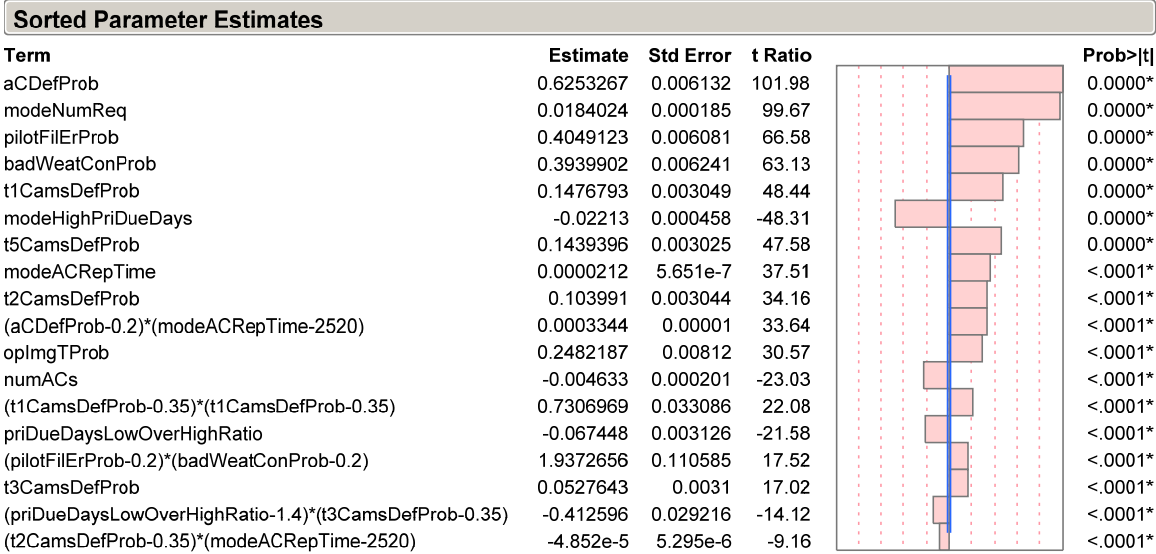 Sorted Parameter Estimates
Term Estimate Std Error t Ratio Prob>|t|
aCDefProb 0.6253267 0.006132 101.98 0.0000*
modeNumReq 0.0184024 0.000185 99.67 0.0000*
pilotFilErProb 0.4049123 0.006081 66.58 0.0000*
badWeatConProb 0.3939902 0.006241 63.13 0.0000*
t1CamsDefProb 0.1476793 0.003049 48.44 0.0000*
modeHighPriDueDays -0.02213 0.000458 -48.31 0.0000*
t5CamsDefProb 0.1439396 0.003025 47.58 0.0000*
modeACRepTime 0.0000212 5.651e-7 37.51 <.0001*
t2CamsDefProb 0.103991 0.003044 34.16 <.0001*
(aCDefProb-0.2)*(modeACRepTime-2520) 0.0003344 0.00001 33.64 <.0001*
opImgTProb 0.2482187 0.00812 30.57 <.0001*
numACs -0.004633 0.000201 -23.03 <.0001*
(t1CamsDefProb-0.35)*(t1CamsDefProb-0.35) 0.7306969 0.033086 22.08 <.0001*
priDueDaysLowOverHighRatio -0.067448 0.003126 -21.58 <.0001*
(pilotFilErProb-0.2)*(badWeatConProb-0.2) 1.9372656 0.110585 17.52 <.0001*
t3CamsDefProb 0.0527643 0.0031 17.02 <.0001*
(priDueDaysLowOverHighRatio-1.4)*(t3CamsDefProb-0.35) -0.412596 0.029216 -14.12 <.0001*
(t2CamsDefProb-0.35)*(modeACRepTime-2520) -4.852e-5 5.295e-6 -9.16 <.0001*